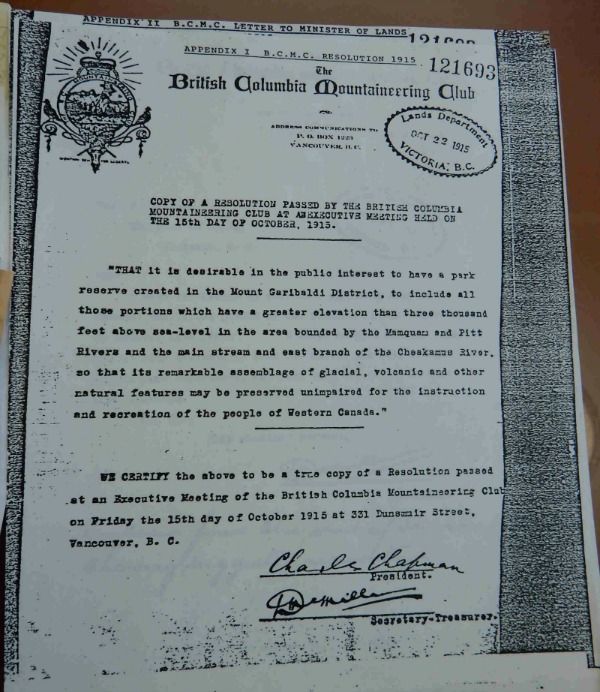 APPENDIX II B.C.M.C. LETTER TO MINISTER OF LANDS
APPENDIX I B.C.M.C. RESOLUTION 1915
121693
The
British Columbia Mountaineering Club
ADDRESS COMMUNICATIONS TO
P. O. BOX 1225
VANCOUVER, B.C.
Lands Department
OCT 22 1915
VICTORIA, B.C.
COPY OF A RESOLUTION PASSED BY THE BRITISH COLUMBIA
MOUNTAINEERING CLUB AT AN EXECUTIVE MEETING HELD ON
THE 15th DAY OF OCTOBER, 1915.
"THAT it is desirable in the public interest to have a park
reserve created in the Mount Garibaldi District, to include all
those portions which have a greater elevation than three thousand
feet above sea-level in the area bounded by the Mamquam and Pitt
Rivers and the main stream and east branch of the Cheakamus River,
so that its remarkable assemblage of glacial, volcanic and other
natural features may be preserved unimpaired for the instruction
and recreation of the people of Western Canada."
WE CERTIFY the above to be a true copy of a Resolution passed
at an Executive Meeting of the British Columbia Mountaineering Club
on Friday the 15th day of October 1915 at 331 Dunsmuir Street,
Vancouver, B. C.
Charles Chapman
President.
Secretary-Treasurer.